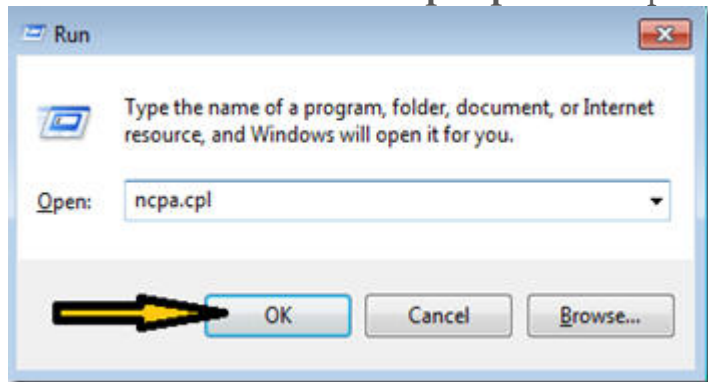 Run
Type the name of a program, folder, document, or Internet
resource, and Windows will open it for you.
Open: ncpa.cpl
OK Cancel Browse...